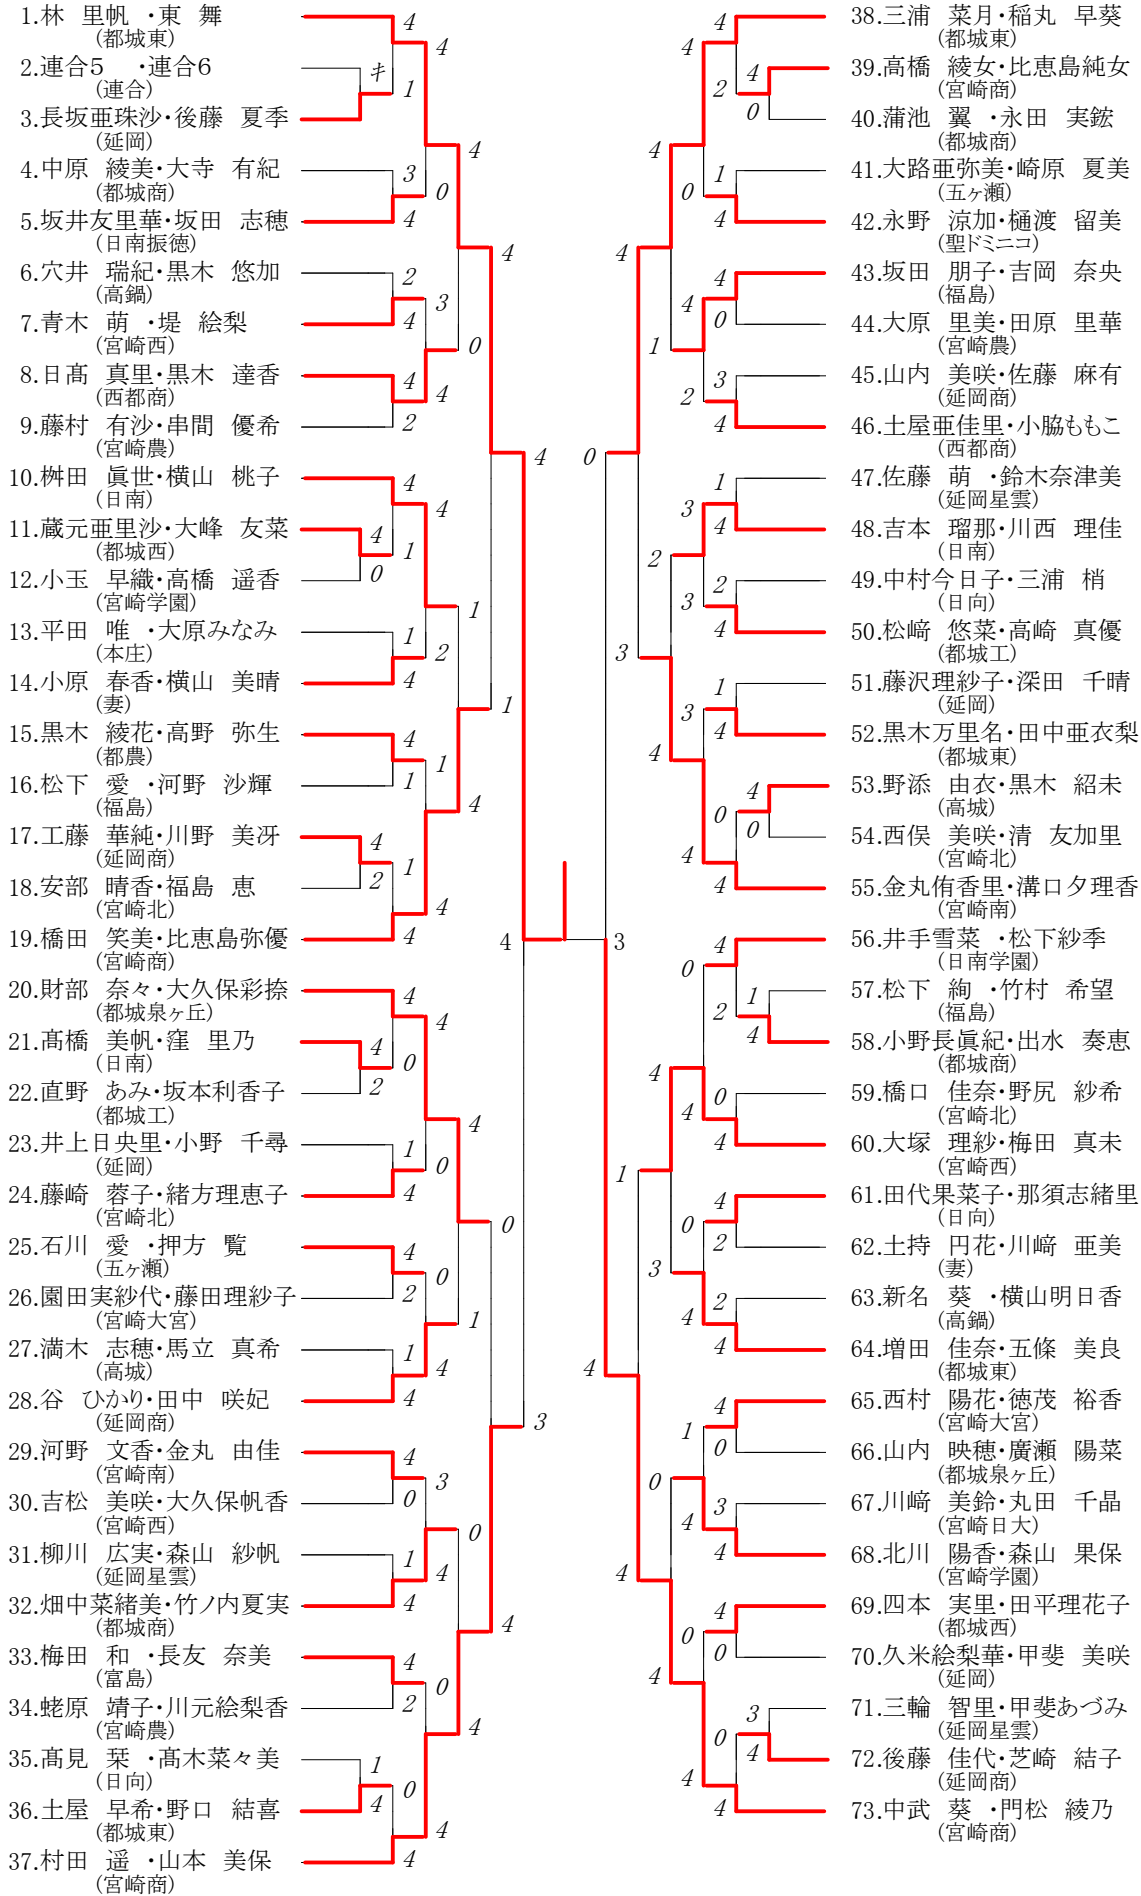 1.林 里帆 ・東 舞
(都城東)
2.連合5 ・連合6
(連合)
3.長坂亜珠沙・後藤 夏季
(延岡)
4.中原 綾美・大寺 有紀
(都城商)
5.坂井友里華・坂田 志穂
(日南振徳)
6.穴井 瑞紀・黒木 悠加
(高鍋)
7.青木 萌 ・堤 絵梨
(宮崎西)
8.日髙 真里・黒木 達香
(西都商)
9.藤村 有沙・串間 優希
(宮崎農)
10.桝田 眞世・横山 桃子
(日南)
11.蔵元亜里沙・大峰 友菜
(都城西)
12.小玉 早織・高橋 遥香
(宮崎学園)
13.平田 唯 ・大原みなみ
(本庄)
14.小原 春香・横山 美晴
(妻)
15.黒木 綾花・高野 弥生
(都農)
16.松下 愛 ・河野 沙輝
(福島)
17.工藤 華純・川野 美冴
(延岡商)
18.安部 晴香・福島 恵
(宮崎北)
19.橋田 笑美・比恵島弥優
(宮崎商)
20.財部 奈々・大久保彩捺
(都城泉ヶ丘)
21.髙橋 美帆・窪 里乃
(日南)
22.直野 あみ・坂本利香子
(都城工)
23.井上日央里・小野 千尋
(延岡)
24.藤崎 蓉子・緒方理恵子
(宮崎北)
25.石川 愛 ・押方 覧
(五ヶ瀬)
26.園田実紗代・藤田理紗子
(宮崎大宮)
27.満木 志穂・馬立 真希
(高城)
28.谷 ひかり・田中 咲妃
(延岡商)
29.河野 文香・金丸 由佳
(宮崎南)
30.吉松 美咲・大久保帆香
(宮崎西)
31.柳川 広実・森山 紗帆
(延岡星雲)
32.畑中菜緒美・竹ノ内夏実
(都城商)
33.梅田 和 ・長友 奈美
(富島)
34.蛯原 靖子・川元絵梨香
(宮崎農)
35.髙見 栞 ・髙木菜々美
(日向)
36.土屋 早希・野口 結喜
(都城東)
37.村田 遥 ・山本 美保
(宮崎商)
38.三浦 菜月・稲丸 早葵
(都城東)
39.高橋 綾女・比恵島純女
(宮崎商)
40.蒲池 翼 ・永田 実鋐
(都城商)
41.大路亜弥美・崎原 夏美
(五ヶ瀬)
42.永野 涼加・樋渡 留美
(聖ドミニコ)
43.坂田 朋子・吉岡 奈央
(福島)
44.大原 里美・田原 里華
(宮崎農)
45.山内 美咲・佐藤 麻有
(延岡商)
46.土屋亜佳里・小脇ももこ
(西都商)
47.佐藤 萌 ・鈴木奈津美
(延岡星雲)
48.吉本 瑠那・川西 理佳
(日南)
49.中村今日子・三浦 梢
(日向)
50.松﨑 悠菜・高崎 真優
(都城工)
51.藤沢理紗子・深田 千晴
(延岡)
52.黒木万里名・田中亜衣梨
(都城東)
53.野添 由衣・黒木 紹未
(高城)
54.西俣 美咲・清 友加里
(宮崎北)
55.金丸侑香里・溝口夕理香
(宮崎南)
56.井手雪菜 ・松下紗季
(日南学園)
57.松下 絢 ・竹村 希望
(福島)
58.小野長眞紀・出水 奏恵
(都城商)
59.橋口 佳奈・野尻 紗希
(宮崎北)
60.大塚 理紗・梅田 真未
(宮崎西)
61.田代果菜子・那須志緒里
(日向)
62.土持 円花・川﨑 亜美
(妻)
63.新名 葵 ・横山明日香
(高鍋)
64.増田 佳奈・五條 美良
(都城東)
65.西村 陽花・徳茂 裕香
(宮崎大宮)
66.山内 映穂・廣瀬 陽菜
(都城泉ヶ丘)
67.川﨑 美鈴・丸田 千晶
(宮崎日大)
68.北川 陽香・森山 果保
(宮崎学園)
69.四本 実里・田平理花子
(都城西)
70.久米絵梨華・甲斐 美咲
(延岡)
71.三輪 智里・甲斐あづみ
(延岡星雲)
72.後藤 佳代・芝崎 結子
(延岡商)
73.中武 葵 ・門松 綾乃
(宮崎商)